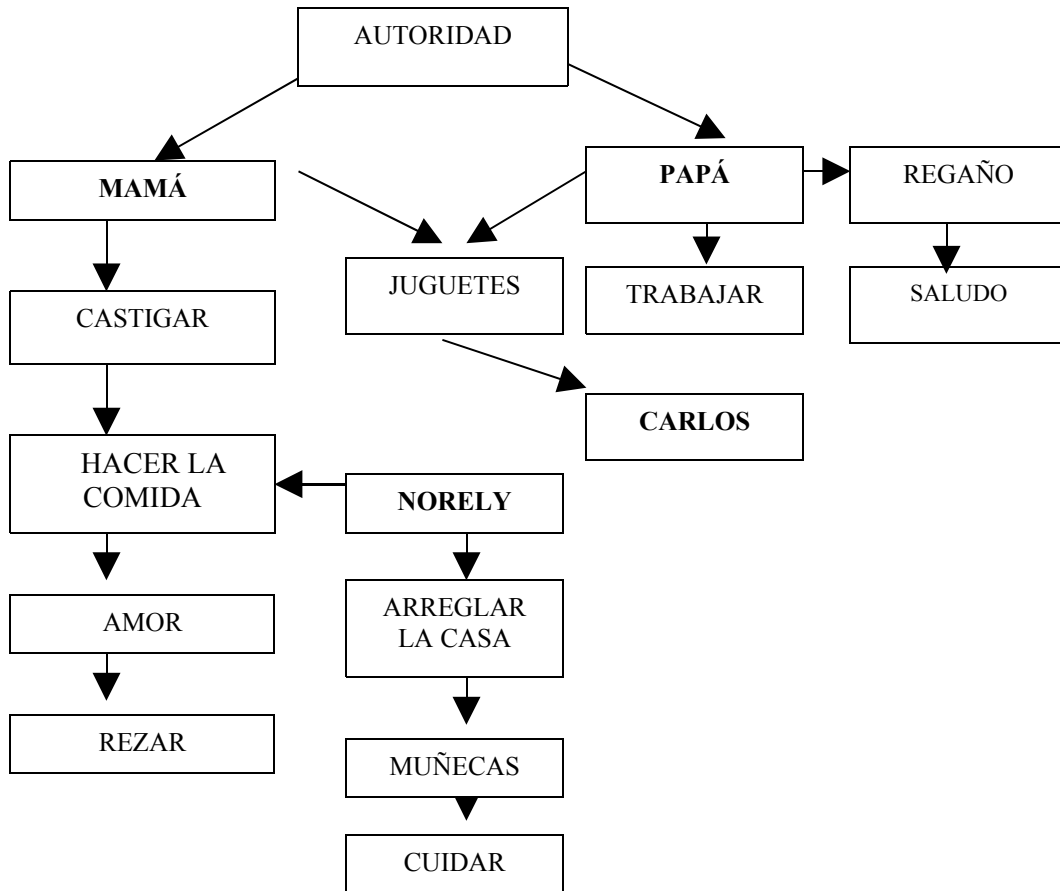 AUTORIDAD
MAMÁ
PAPÁ
REGAÑO
JUGUETES
TRABAJAR
SALUDO
CASTIGAR
CARLOS
HACER LA
COMIDA
NORELY
AMOR
ARREGLAR
LA CASA
REZAR
MUÑECAS
CUIDAR